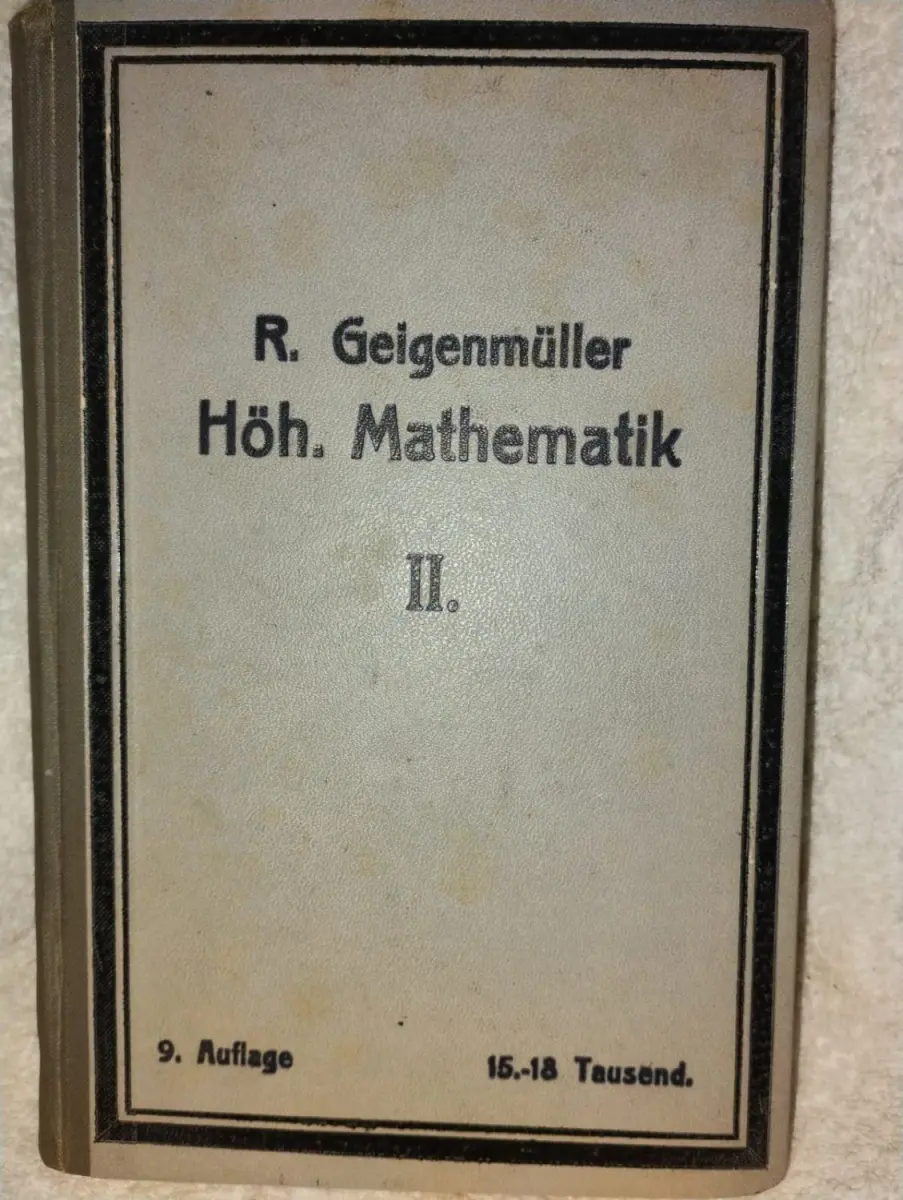 R. Geigenmüller
Höh. Mathematik
II.
9. Auflage
15.-18 Tausend.